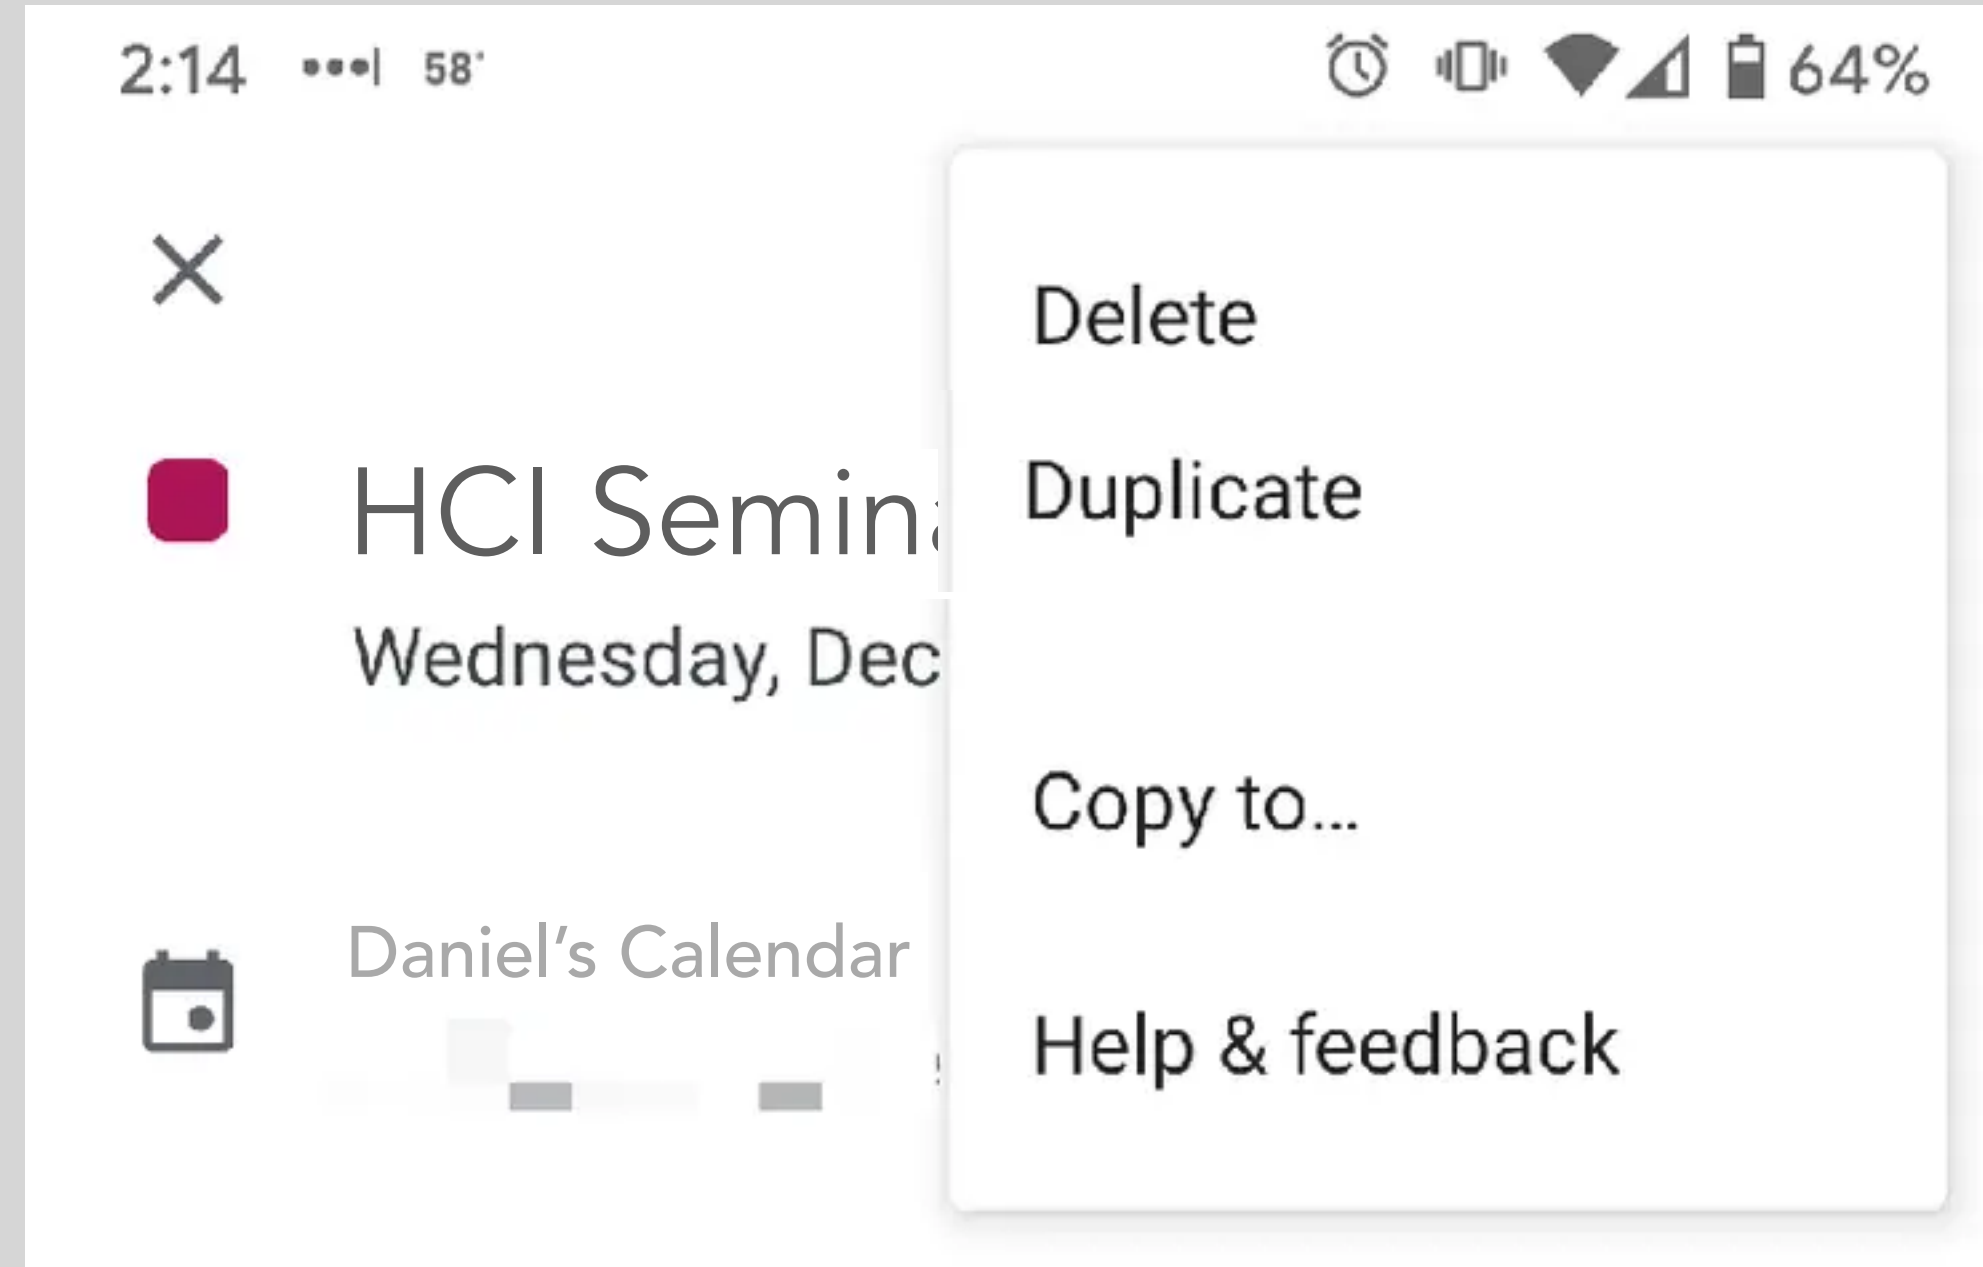 2:14 58° 64%
Delete
Duplicate
HCI Semin
Wednesday, Dec
Copy to...
Daniel’s Calendar
Help & feedback